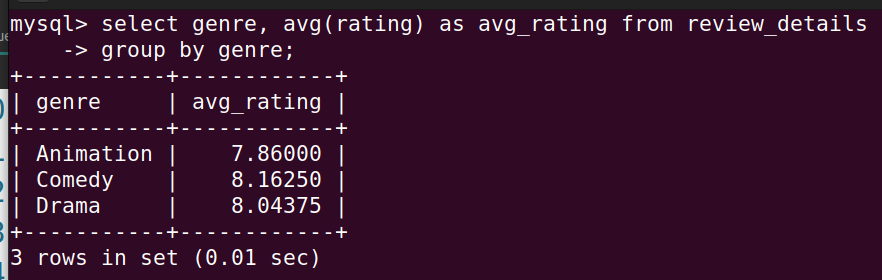 mysql> select genre, avg(rating) as avg_rating from review_details
    -> group by genre;
+-----------+------------+
| genre     | avg_rating |
+-----------+------------+
| Animation |    7.86000 |
| Comedy    |    8.16250 |
| Drama     |    8.04375 |
+-----------+------------+
3 rows in set (0.01 sec)